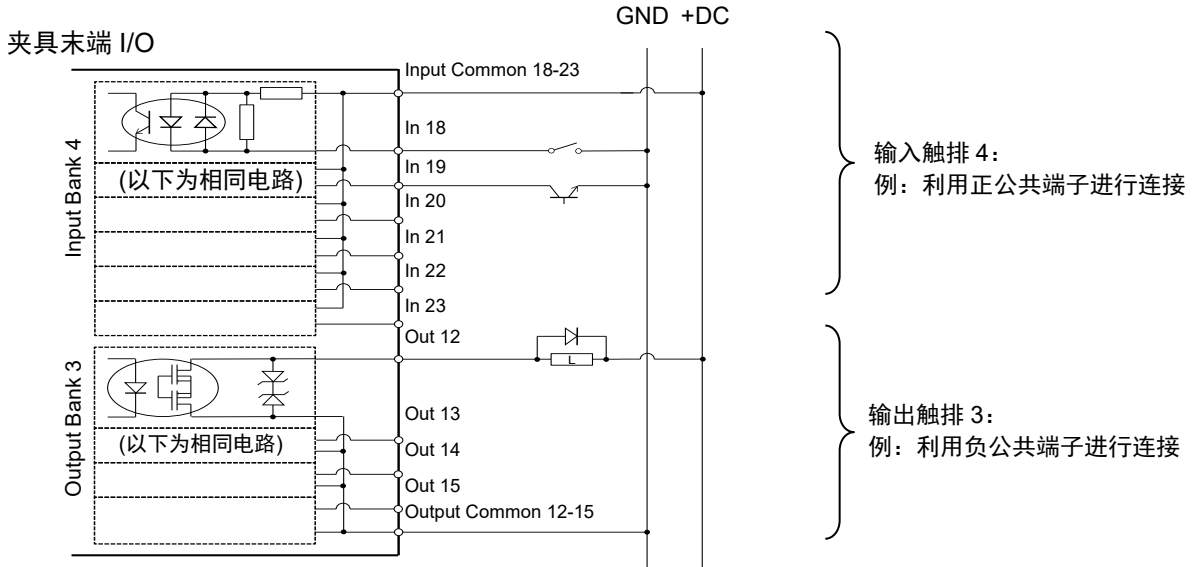 GND +DC
夹具末端 I/O
Input Common 18-23
In 18
In 19
In 20
In 21
In 22
In 23
Input Bank 4
(以下为相同电路)
输入触排 4：
例：利用正公共端子进行连接
Out 12
L
Out 13
Out 14
Out 15
Output Common 12-15
Output Bank 3
(以下为相同电路)
输出触排 3：
例：利用负公共端子进行连接